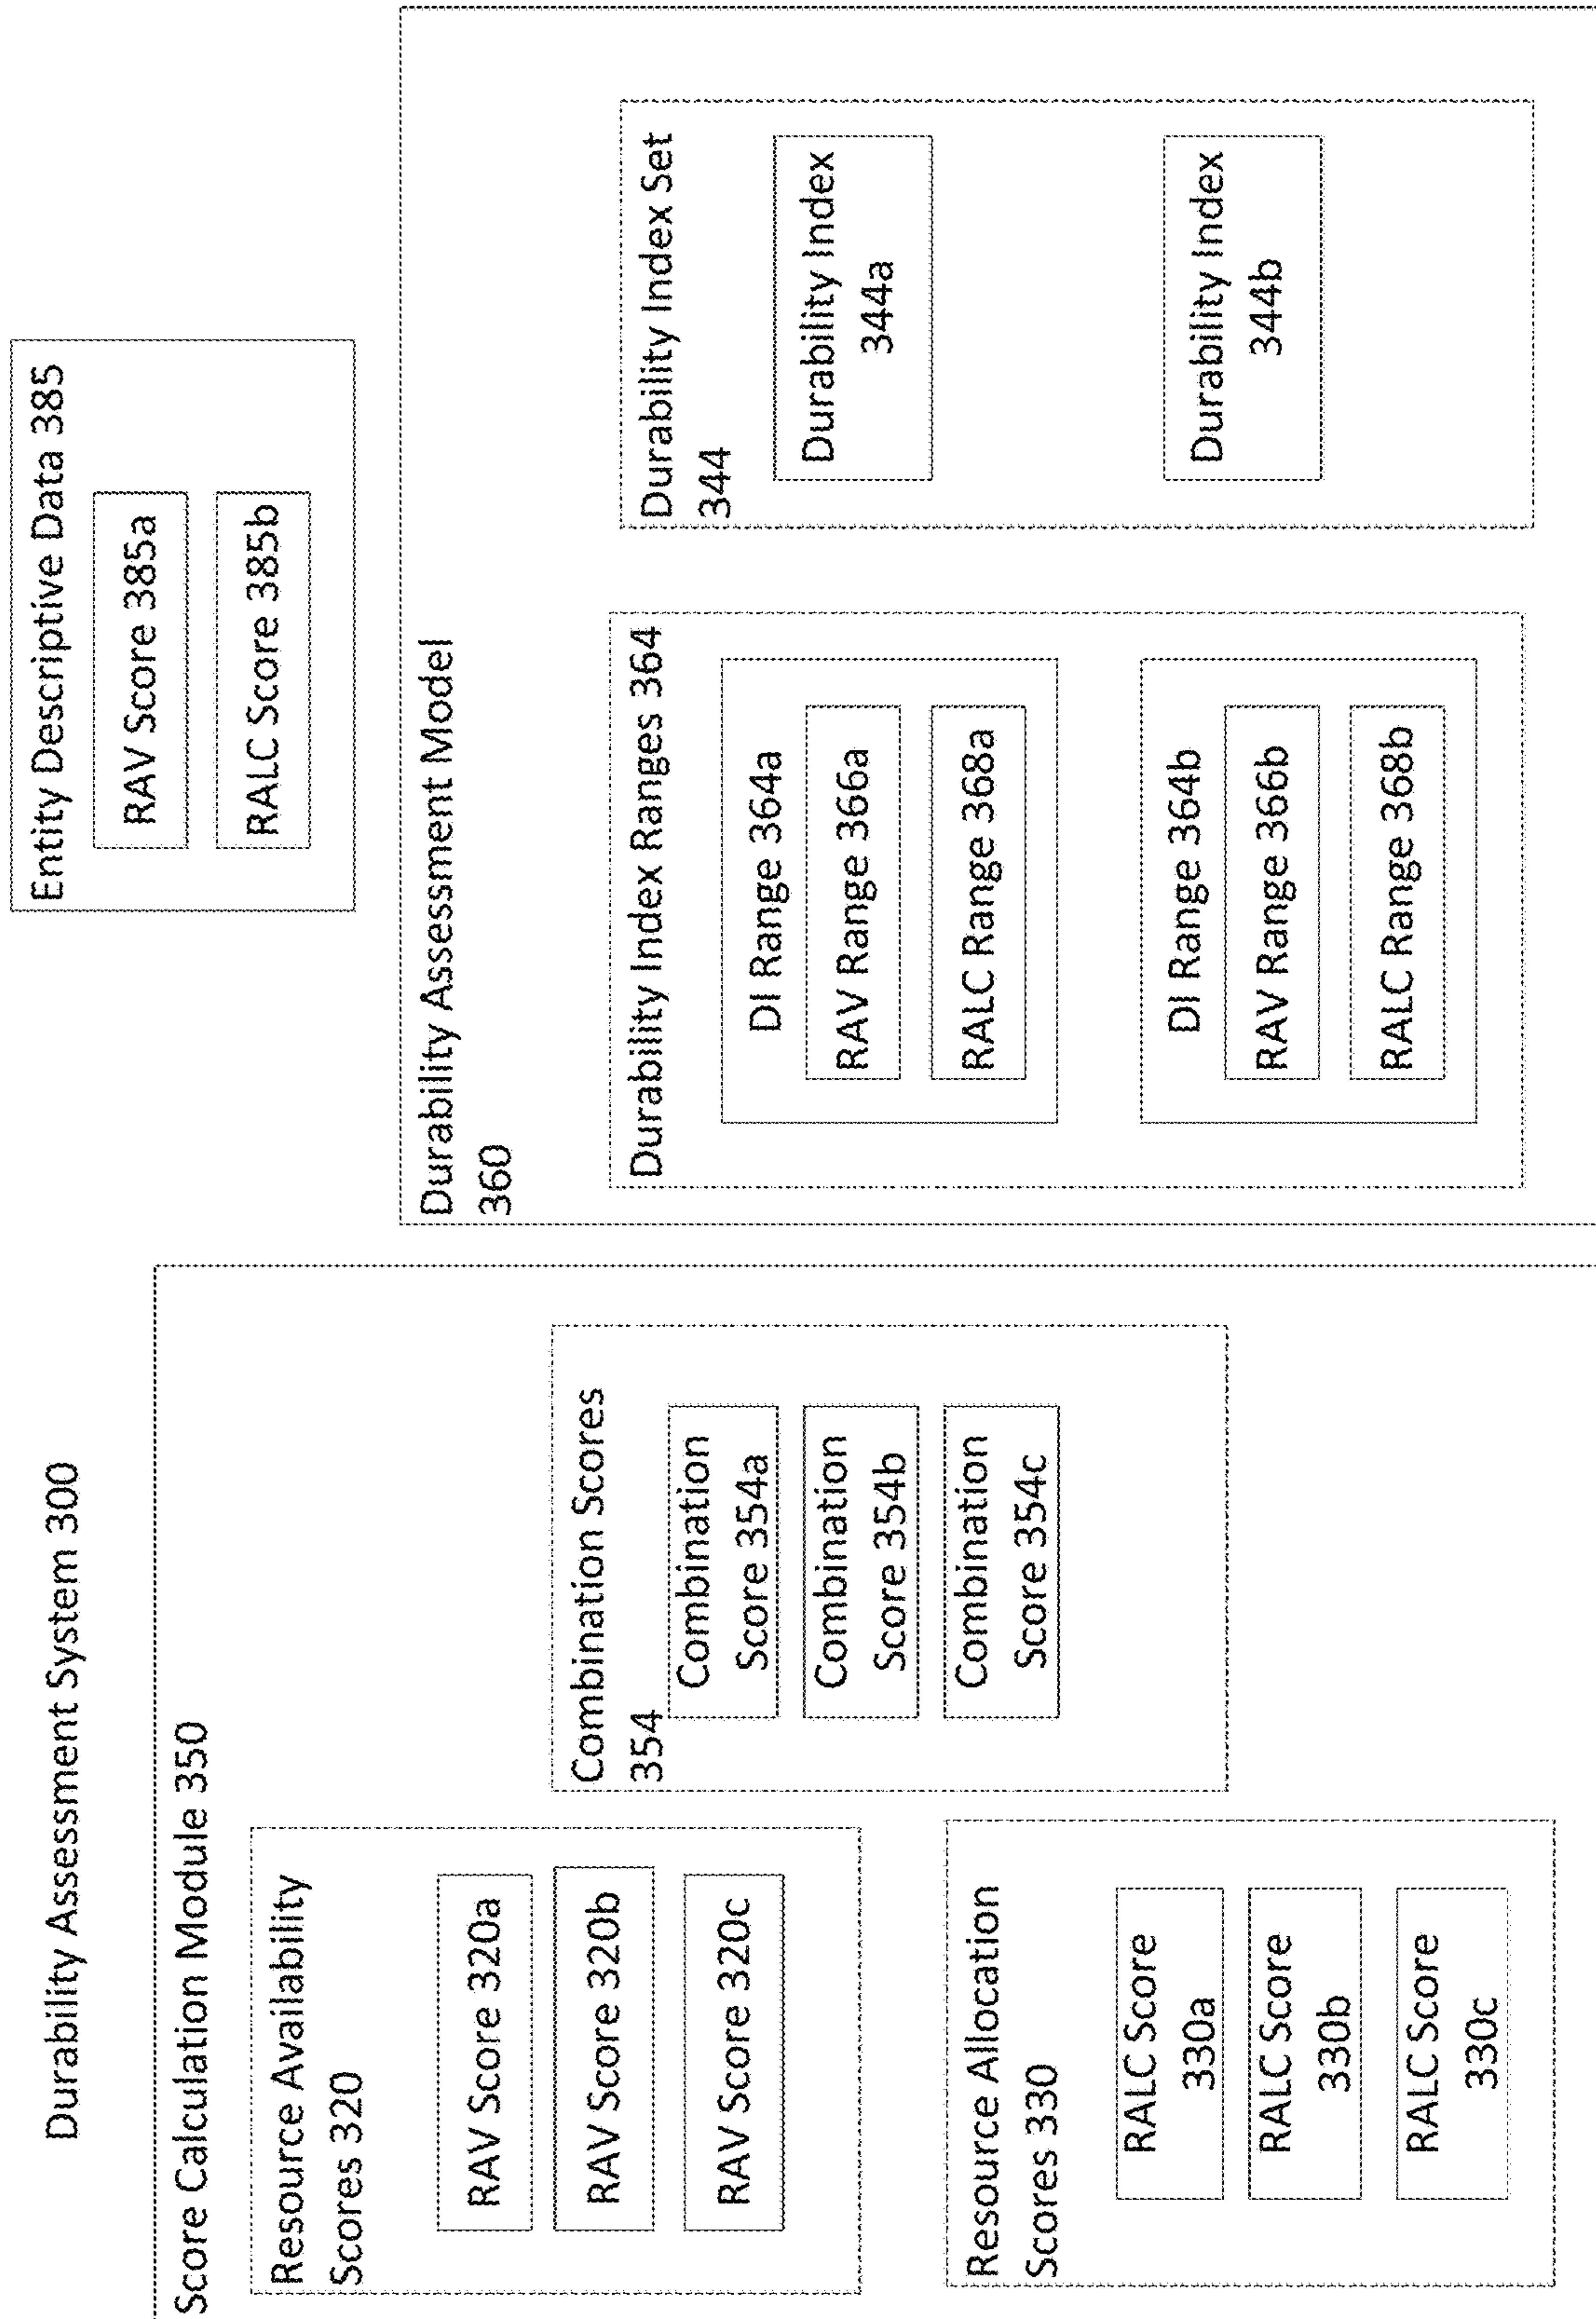 Durability Assessment System 300
Score Calculation Module 350
Resource Availability
Scores 320
RAV Score 320a
RAV Score 320b
RAV Score 320c
Resource Allocation
Scores 330
RALC Score
330a
RALC Score
330b
RALC Score
330c
Combination Scores
354
Combination
Score 354a
Combination
Score 354b
Combination
Score 354c
Entity Descriptive Data 385
RAV Score 385a
RALC Score 385b
Durability Assessment Model
360
Durability Index Ranges 364
DI Range 364a
RAV Range 366a
RALC Range 368a
DI Range 364b
RAV Range 366b
RALC Range 368b
Durability Index Set
344
Durability Index
344a
Durability Index
344b